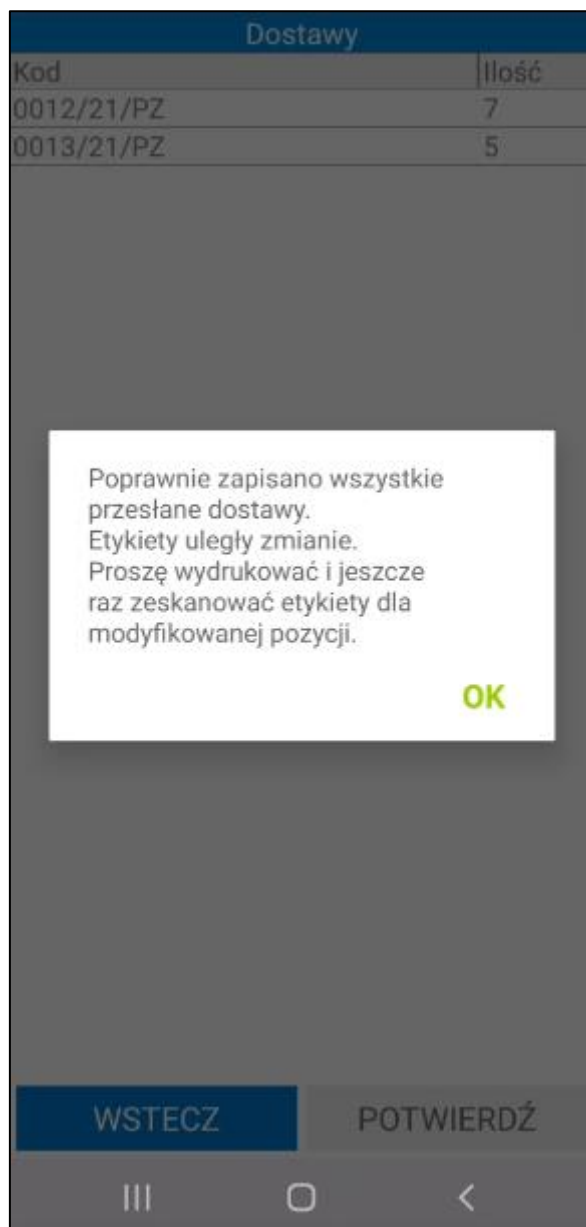 Dostawy
Kod Ilość
0012/21/PZ 7
0013/21/PZ 5
Poprawnie zapisano wszystkie
przesłane dostawy.
Etykiety uległy zmianie.
Proszę wydrukować i jeszcze
raz zeskanować etykiety dla
modyfikowanej pozycji.
OK
WSTECZ POTWIERDŹ